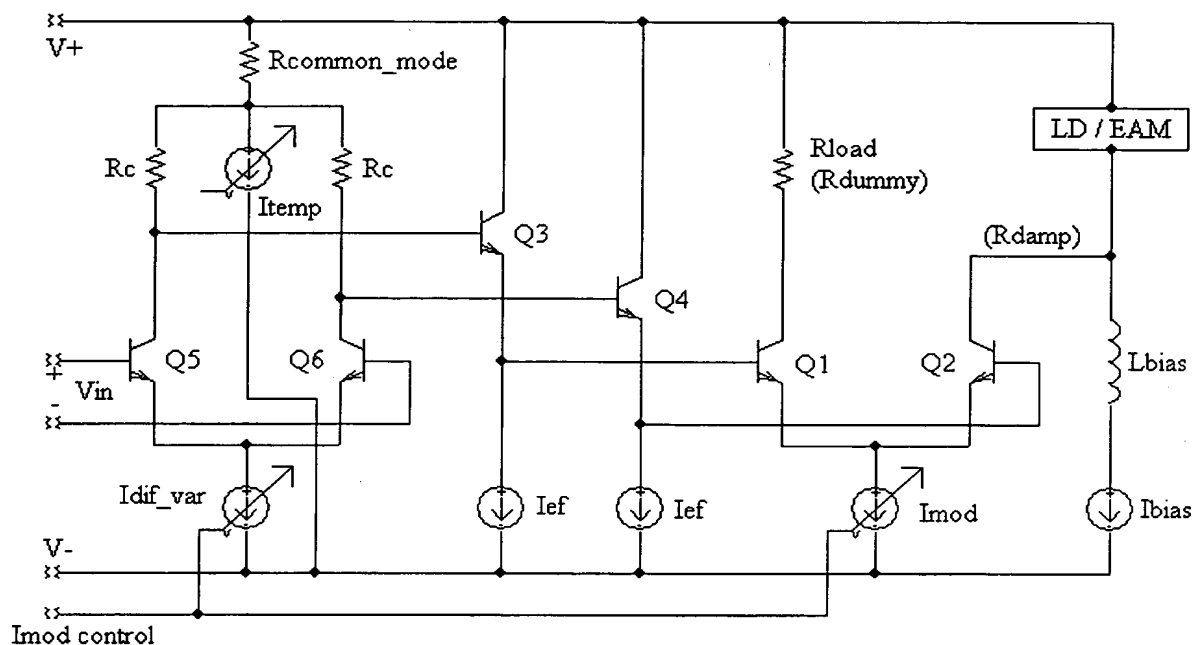 V+
Rcommon_mode
LD / EAM
Rc
Rc
Rload
(Rdummy)
Itemp
Q3
(Rdamp)
Q4
Q5
Q6
Q1
Q2
Lbias
+
Vin
-
Idif_var
Ief
Ief
Imod
Ibias
V-
Imod control